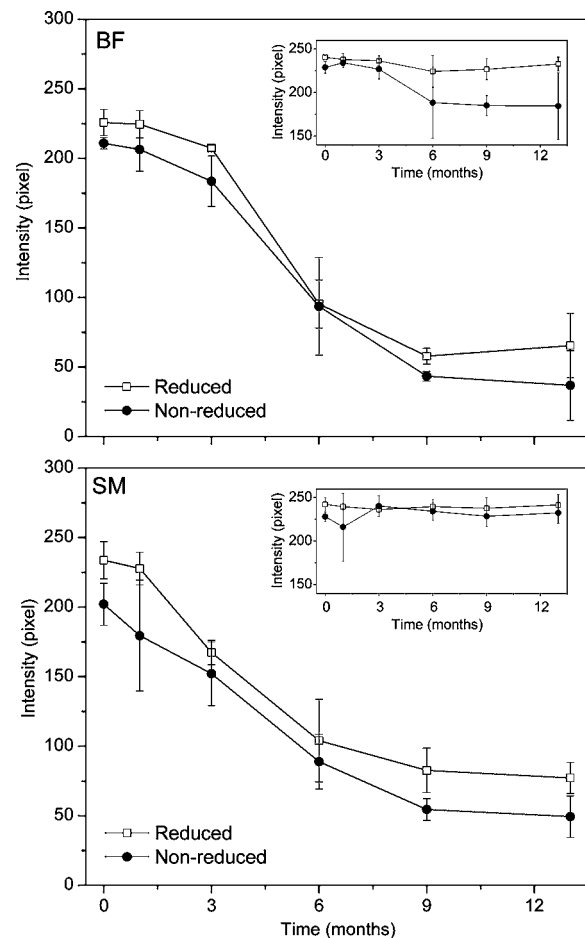 BF
300
250
200
150
100
50
0
Intensity (pixel)
Reduced
Non-reduced
250
200
150
Intensity (pixel)
0 3 6 9 12
Time (months)
SM
300
250
200
150
100
50
0
Intensity (pixel)
Reduced
Non-reduced
250
200
150
Intensity (pixel)
0 3 6 9 12
Time (months)
0 3 6 9 12
Time (months)